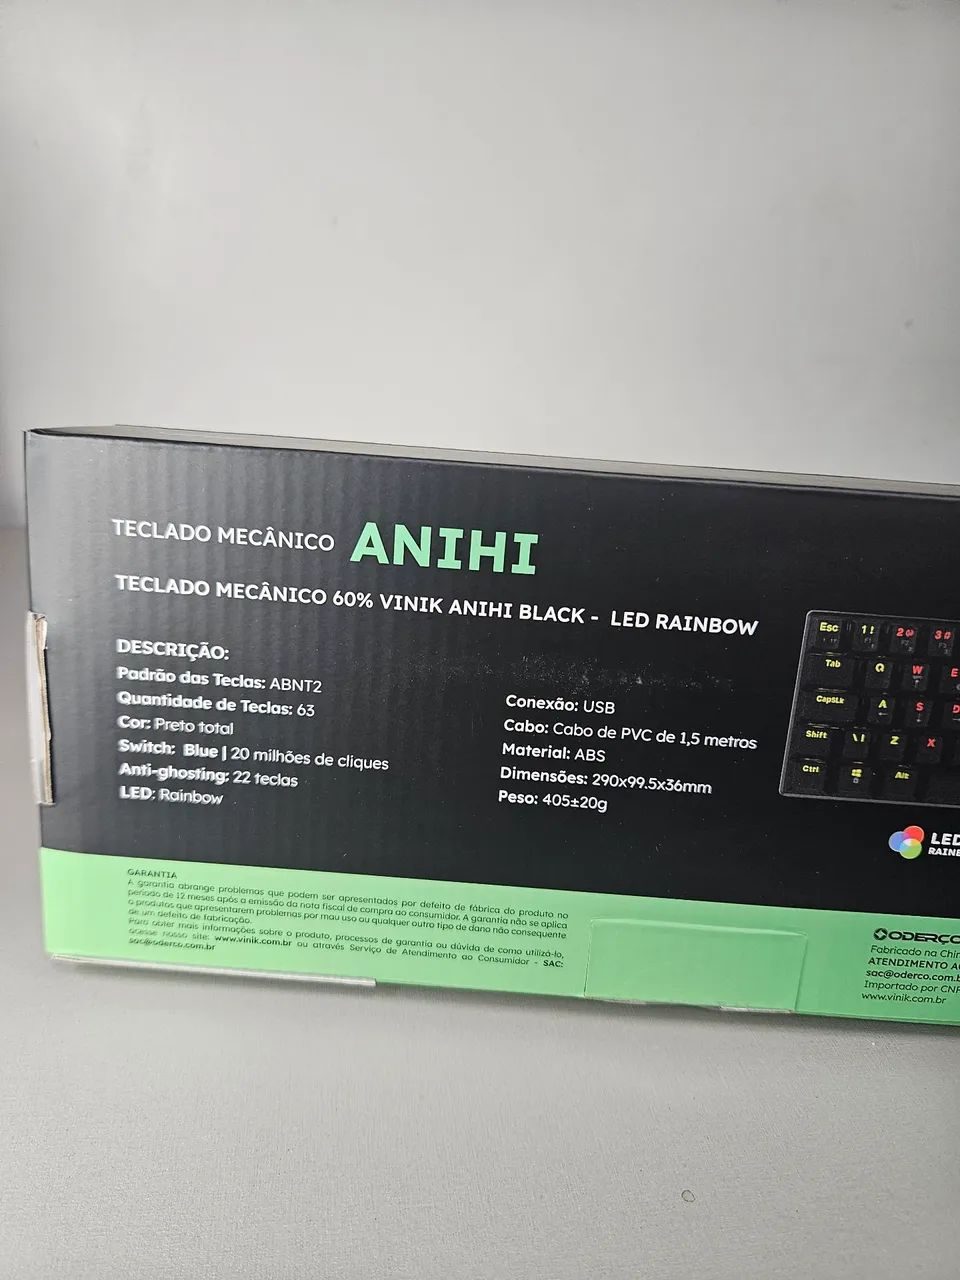 TECLADO MECÂNICO ANIHI
TECLADO MECÂNICO 60% VINIK ANIHI BLACK - LED RAINBOW
DESCRIÇÃO:
Padrão das Teclas: ABNT2
Quantidade de Teclas: 63
Cor: Preto total
Switch: Blue | 20 milhões de cliques
Anti-ghosting: 22 teclas
LED: Rainbow
Conexão: USB
Cabo: Cabo de PVC de 1,5 metros
Material: ABS
Dimensões: 290x99.5x36mm
Peso: 405±20g
Esc 1! 2@ 3#
Tab Q W E
CapsLk A S D
Shift \| Z X
Ctrl Alt
LED
GARANTIA
A garantia abrange problemas que podem ser apresentados por defeito de fábrica do produto no
período de 12 meses após a emissão da nota fiscal de compra ao consumidor. A garantia não se aplica
a produtos que apresentarem problemas por mau uso ou qualquer outro tipo de dano não consequente
de um defeito de fabricação.
Para obter mais informações sobre o produto, processos de garantia ou dúvida de como utilizá-lo,
acesse nosso site: www.vinik.com.br ou através Serviço de Atendimento ao Consumidor - SAC:
sac@oderco.com.br
ODERÇO
Fabricado na
ATENDIMENTO
sac@oderco.com.b
Importado por
www.vinik.com.br